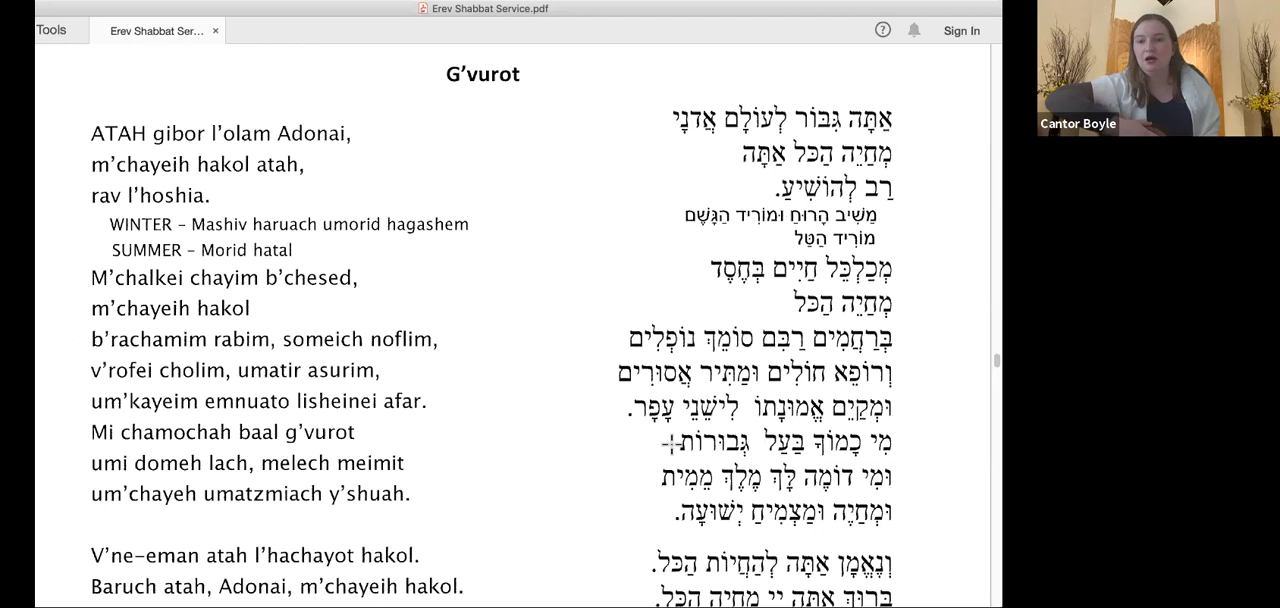 Erev Shabbat Service.pdf
Tools
Erev Shabbat Ser... ×
? Sign In
G’vurot
ATAH gibor l’olam Adonai,
m’chayeih hakol atah,
rav l’hoshia.
WINTER – Mashiv haruach umorid hagashem
SUMMER – Morid hatal
M’chalkei chayim b’chesed,
m’chayeih hakol
b’rachamim rabim, someich noflim,
v’rofei cholim, umatir asurim,
um’kayeim emnuato lisheinei afar.
Mi chamochah baal g’vurot
umi domeh lach, melech meimit
um’chayeh umatzmiach y’shuah.
V’ne–eman atah l’hachayot hakol.
Baruch atah, Adonai, m’chayeih hakol.
אַתָּה גִּבּוֹר לְעוֹלָם אֲדֹנָי
מְחַיֵּה הַכֹּל אַתָּה
רַב לְהוֹשִׁיעַ.
מַשִּׁיב הָרוּחַ וּמוֹרִיד הַגֶּשֶׁם
מוֹרִיד הַטַּל
מְכַלְכֵּל חַיִּים בְּחֶסֶד
מְחַיֵּה הַכֹּל
בְּרַחֲמִים רַבִּם סוֹמֵךְ נוֹפְלִים
וְרוֹפֵא חוֹלִים וּמַתִּיר אֲסוּרִים
וּמְקַיֵּם אֱמוּנָתוֹ לִישֵׁנֵי עָפָר.
מִי כָמוֹךָ בַּעַל גְּבוּרוֹת
וּמִי דוֹמֶה לָּךְ מֶלֶךְ מֵמִית
וּמְחַיֶּה וּמַצְמִיחַ יְשׁוּעָה.
וְנֶאֱמָן אַתָּה לְהַחֲיוֹת הַכֹּל.
בָּרוּךְ אַתָּה יי מְחַיֵּה הַכֹּל.
Cantor Boyle